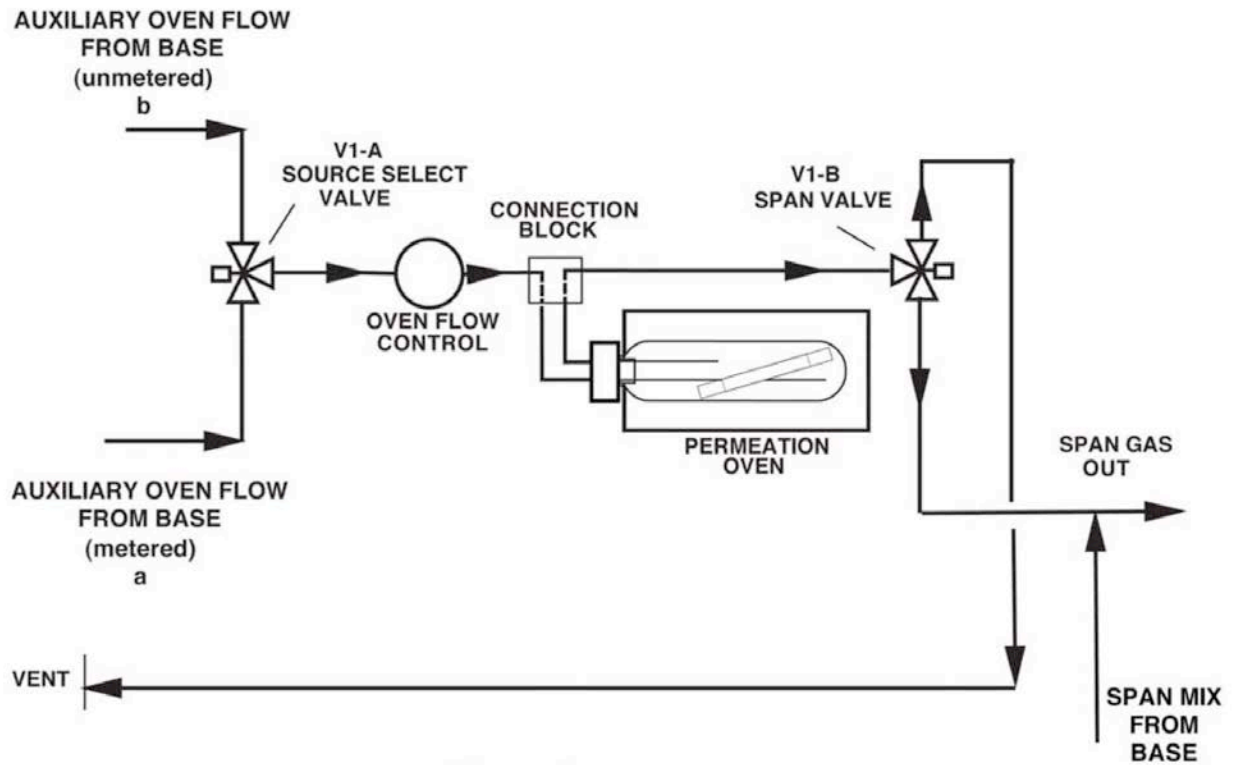 AUXILIARY OVEN FLOW
FROM BASE
(unmetered)
b
V1-A
SOURCE SELECT
VALVE
CONNECTION
BLOCK
V1-B
SPAN VALVE
OVEN FLOW
CONTROL
PERMEATION
OVEN
SPAN GAS
OUT
AUXILIARY OVEN FLOW
FROM BASE
(metered)
a
VENT
SPAN MIX
FROM
BASE